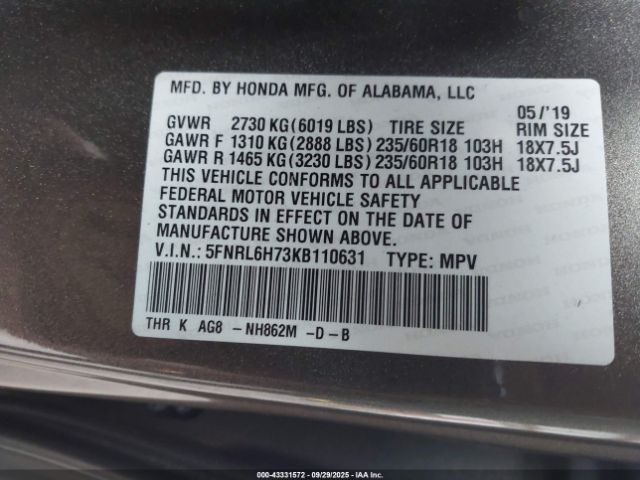 MFD. BY HONDA MFG. OF ALABAMA, LLC
05/'19
GVWR 2730 KG(6019 LBS) TIRE SIZE RIM SIZE
GAWR F 1310 KG(2888 LBS)235/60R18 103H 18X7.5J
GAWR R 1465 KG(3230 LBS)235/60R18 103H 18X7.5J
THIS VEHICLE CONFORMS TO ALL APPLICABLE
FEDERAL MOTOR VEHICLE SAFETY
STANDARDS IN EFFECT ON THE DATE OF
MANUFACTURE SHOWN ABOVE.
V.I.N.: 5FNRL6H73KB110631 TYPE: MPV
THR K AG8 -NH862M -D-B
000-43331572 - 09/29/2025 - IAAI, Inc.